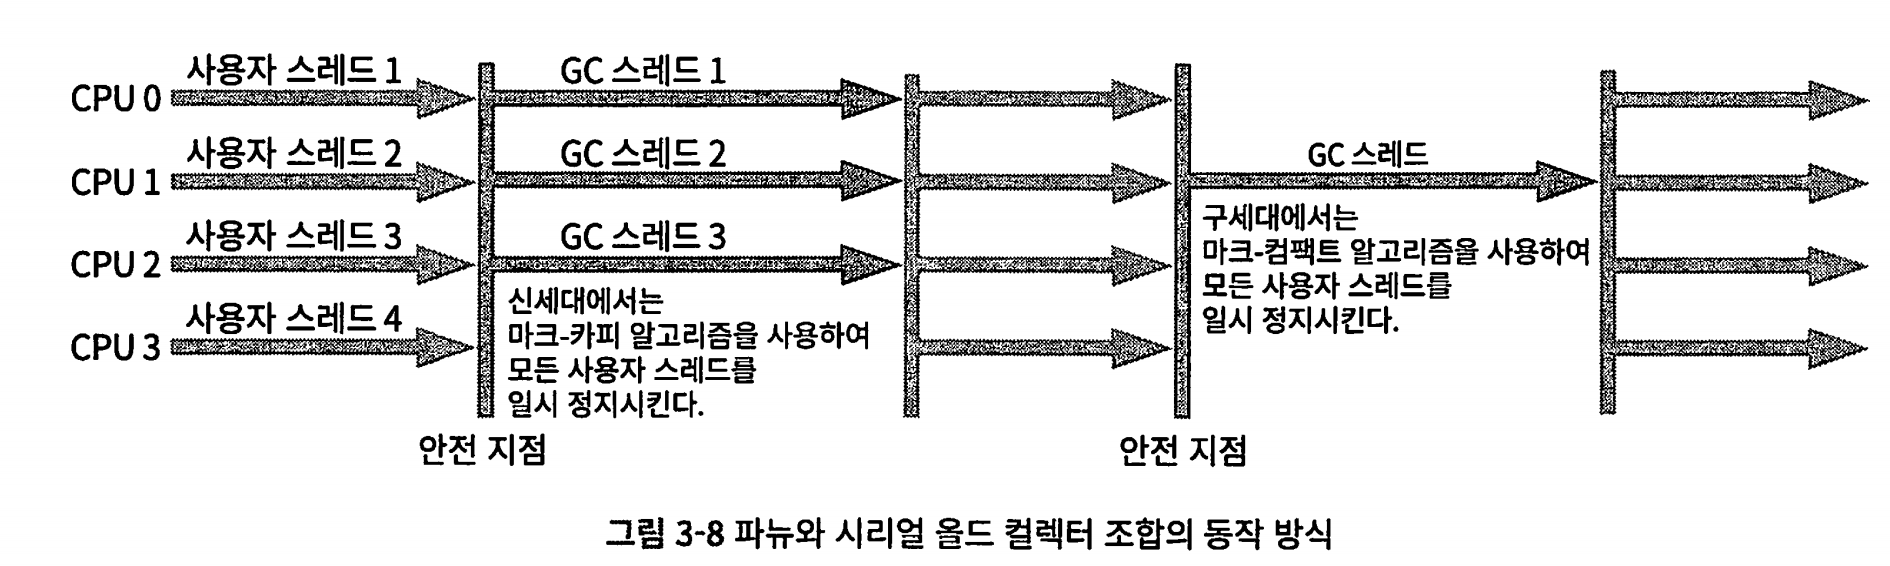 사용자 스레드 1
GC 스레드 1
CPU 0
사용자 스레드 2
GC 스레드 2
GC 스레드
CPU 1
사용자 스레드 3
GC 스레드 3
CPU 2
사용자 스레드 4
CPU 3
신세대에서는
마크-카피 알고리즘을 사용하여
모든 사용자 스레드를
일시 정지시킨다.
구세대에서는
마크-컴팩트 알고리즘을 사용하여
모든 사용자 스레드를
일시 정지시킨다.
안전 지점
안전 지점
그림 3-8 파뉴와 시리얼 올드 컬렉터 조합의 동작 방식